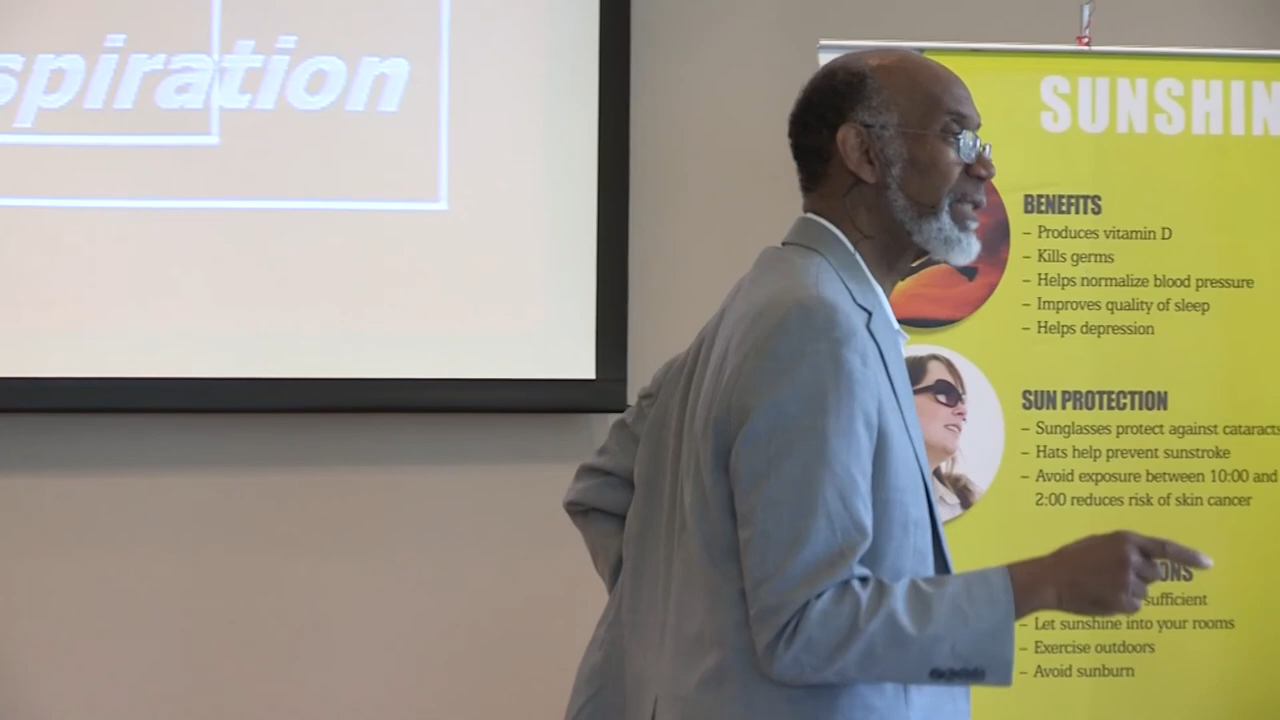 spiration
SUNSHIN
BENEFITS
– Produces vitamin D
– Kills germs
– Helps normalize blood pressure
– Improves quality of sleep
– Helps depression
SUN PROTECTION
– Sunglasses protect against cataracts
– Hats help prevent sunstroke
– Avoid exposure between 10:00 and
2:00 reduces risk of skin cancer
ONS
sufficient
– Let sunshine into your rooms
– Exercise outdoors
– Avoid sunburn